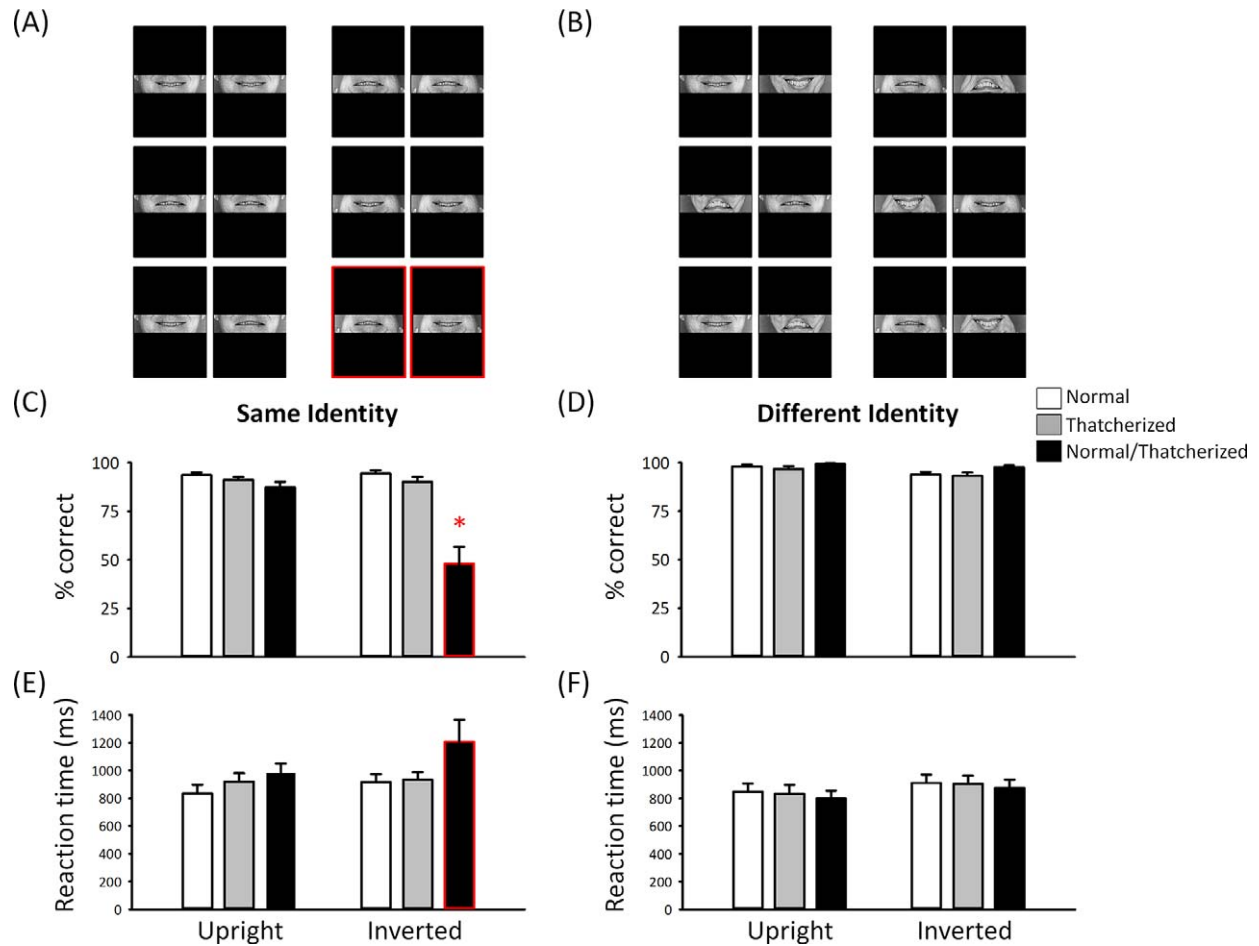 (A)
(B)
(C)
Same Identity
(D)
Different Identity
Normal
Thatcherized
Normal/Thatcherized
% correct
100
75
50
25
0
*
% correct
100
75
50
25
0
(E)
Reaction time (ms)
1400
1200
1000
800
600
400
200
0
Upright
Inverted
(F)
Reaction time (ms)
1400
1200
1000
800
600
400
200
0
Upright
Inverted